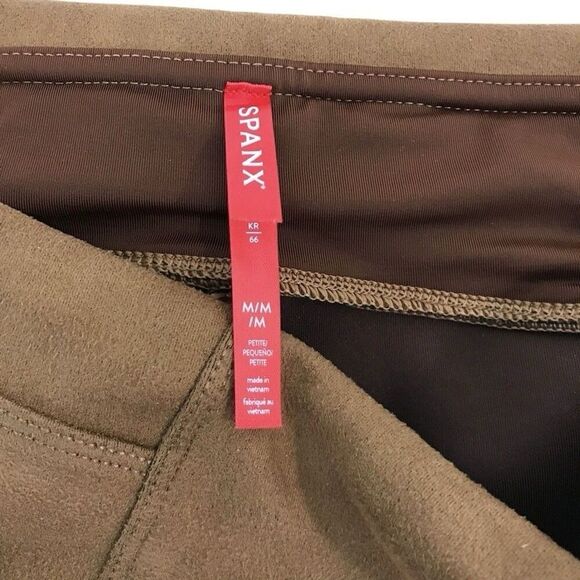 SPANX®
KR
66
M/M
/M
PETITE/
PEQUEÑO/
PETITE
made in
vietnam
fabriqué au
vietnam